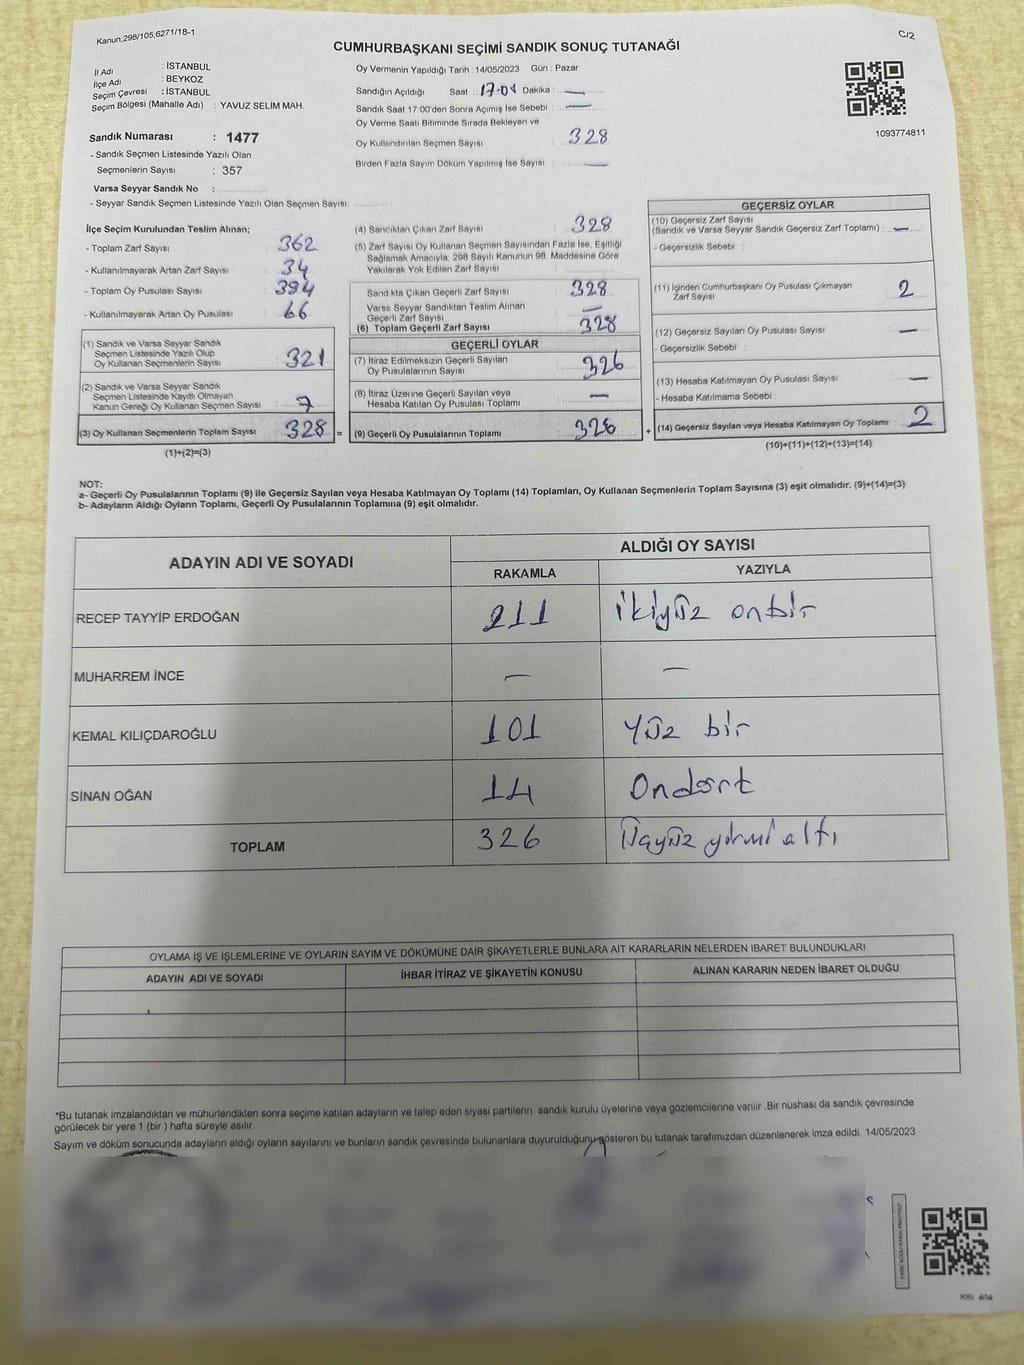 Kanun,298/105,6271/18-1
C/2
CUMHURBAŞKANI SEÇİMİ SANDIK SONUÇ TUTANAĞI
İl Adı : İSTANBUL
İlçe Adı : BEYKOZ
Seçim Çevresi : İSTANBUL
Seçim Bölgesi (Mahalle Adı) : YAVUZ SELİM MAH.
Sandık Numarası : 1477
- Sandık Seçmen Listesinde Yazılı Olan
Seçmenlerin Sayısı : 357
Varsa Seyyar Sandık No :
- Seyyar Sandık Seçmen Listesinde Yazılı Olan Seçmen Sayısı:
Oy Vermenin Yapıldığı Tarih : 14/05/2023 Gün : Pazar
Sandığın Açıldığı Saat : 17:01 Dakika : —
Sandık Saat 17:00'den Sonra Açımış İse Sebebi : —
Oy Verme Saati Bitiminde Sırada Bekleyen ve
Oy Kullandırılan Seçmen Sayısı : 328
Birden Fazla Sayım Döküm Yapılmış İse Sayısı : —
1093774811
İlçe Seçim Kurulundan Teslim Alınan;
- Toplam Zarf Sayısı : 362
- Kullanılmayarak Artan Zarf Sayısı : 34
- Toplam Oy Pusulası Sayısı : 394
- Kullanılmayarak Artan Oy Pusulası : 66
(1) Sandık ve Varsa Seyyar Sandık
Seçmen Listesinde Yazılı Olup
Oy Kullanan Seçmenlerin Sayısı : 321
(2) Sandık ve Varsa Seyyar Sandık
Seçmen Listesinde Kayıtlı Olmayan
Kanun Gereği Oy Kullanan Seçmen Sayısı : 7
(3) Oy Kullanan Seçmenlerin Toplam Sayısı : 328 =
(1)+(2)=(3)
(4) Sandıktan Çıkan Zarf Sayısı : 328
(5) Zarf Sayısı Oy Kullanan Seçmen Sayısından Fazla İse, Eşitliği
Sağlamak Amacıyla, 298 Sayılı Kanunun 98. Maddesine Göre
Yakılarak Yok Edilen Zarf Sayısı :
Sandıkta Çıkan Geçerli Zarf Sayısı : 328
Varsa Seyyar Sandıktan Teslim Alınan
Geçerli Zarf Sayısı : —
(6) Toplam Geçerli Zarf Sayısı : 328
GEÇERLİ OYLAR
(7) İtiraz Edilmeksizin Geçerli Sayılan
Oy Pusulalarının Sayısı : 326
(8) İtiraz Üzerine Geçerli Sayılan veya
Hesaba Katılan Oy Pusulası Toplamı : —
(9) Geçerli Oy Pusulalarının Toplamı : 326 +
GEÇERSİZ OYLAR
(10) Geçersiz Zarf Sayısı
(Sandık ve Varsa Seyyar Sandık Geçersiz Zarf Toplamı) : —
- Geçersizlik Sebebi :
(11) İçinden Cumhurbaşkanı Oy Pusulası Çıkmayan
Zarf Sayısı : 2
(12) Geçersiz Sayılan Oy Pusulası Sayısı : —
- Geçersizlik Sebebi :
(13) Hesaba Katılmayan Oy Pusulası Sayısı : —
- Hesaba Katılmama Sebebi :
(14) Geçersiz Sayılan veya Hesaba Katılmayan Oy Toplamı : 2
(10)+(11)+(12)+(13)=(14)
NOT:
a- Geçerli Oy Pusulalarının Toplamı (9) ile Geçersiz Sayılan veya Hesaba Katılmayan Oy Toplamı (14) Toplamları, Oy Kullanan Seçmenlerin Toplam Sayısına (3) eşit olmalıdır. (9)+(14)=(3)
b- Adayların Aldığı Oyların Toplamı, Geçerli Oy Pusulalarının Toplamına (9) eşit olmalıdır.
ADAYIN ADI VE SOYADI
ALDIĞI OY SAYISI
RAKAMLA YAZIYLA
RECEP TAYYİP ERDOĞAN 211 ikiyüz onbir
MUHARREM İNCE — —
KEMAL KILIÇDAROĞLU 101 Yüz bir
SİNAN OĞAN 14 Ondört
TOPLAM 326 Üçyüz yirmi altı
OYLAMA İŞ VE İŞLEMLERİNE VE OYLARIN SAYIM VE DÖKÜMÜNE DAİR ŞİKAYETLERLE BUNLARA AİT KARARLARIN NELERDEN İBARET BULUNDUKLARI
ADAYIN ADI VE SOYADI İHBAR İTİRAZ VE ŞİKAYETİN KONUSU ALINAN KARARIN NEDEN İBARET OLDUĞU
*Bu tutanak imzalandıktan ve mühürlendikten sonra seçime katılan adayların ve talep eden siyasi partilerin sandık kurulu üyelerine veya gözlemcilerine verilir .Bir nüshası da sandık çevresinde
görülecek bir yere 1 (bir ) hafta süreyle asılır.
Sayım ve döküm sonucunda adayların aldığı oyların sayılarını ve bunların sandık çevresinde bulunanlara duyurulduğunu gösteren bu tutanak tarafımızdan düzenlenerek imza edildi. 14/05/2023